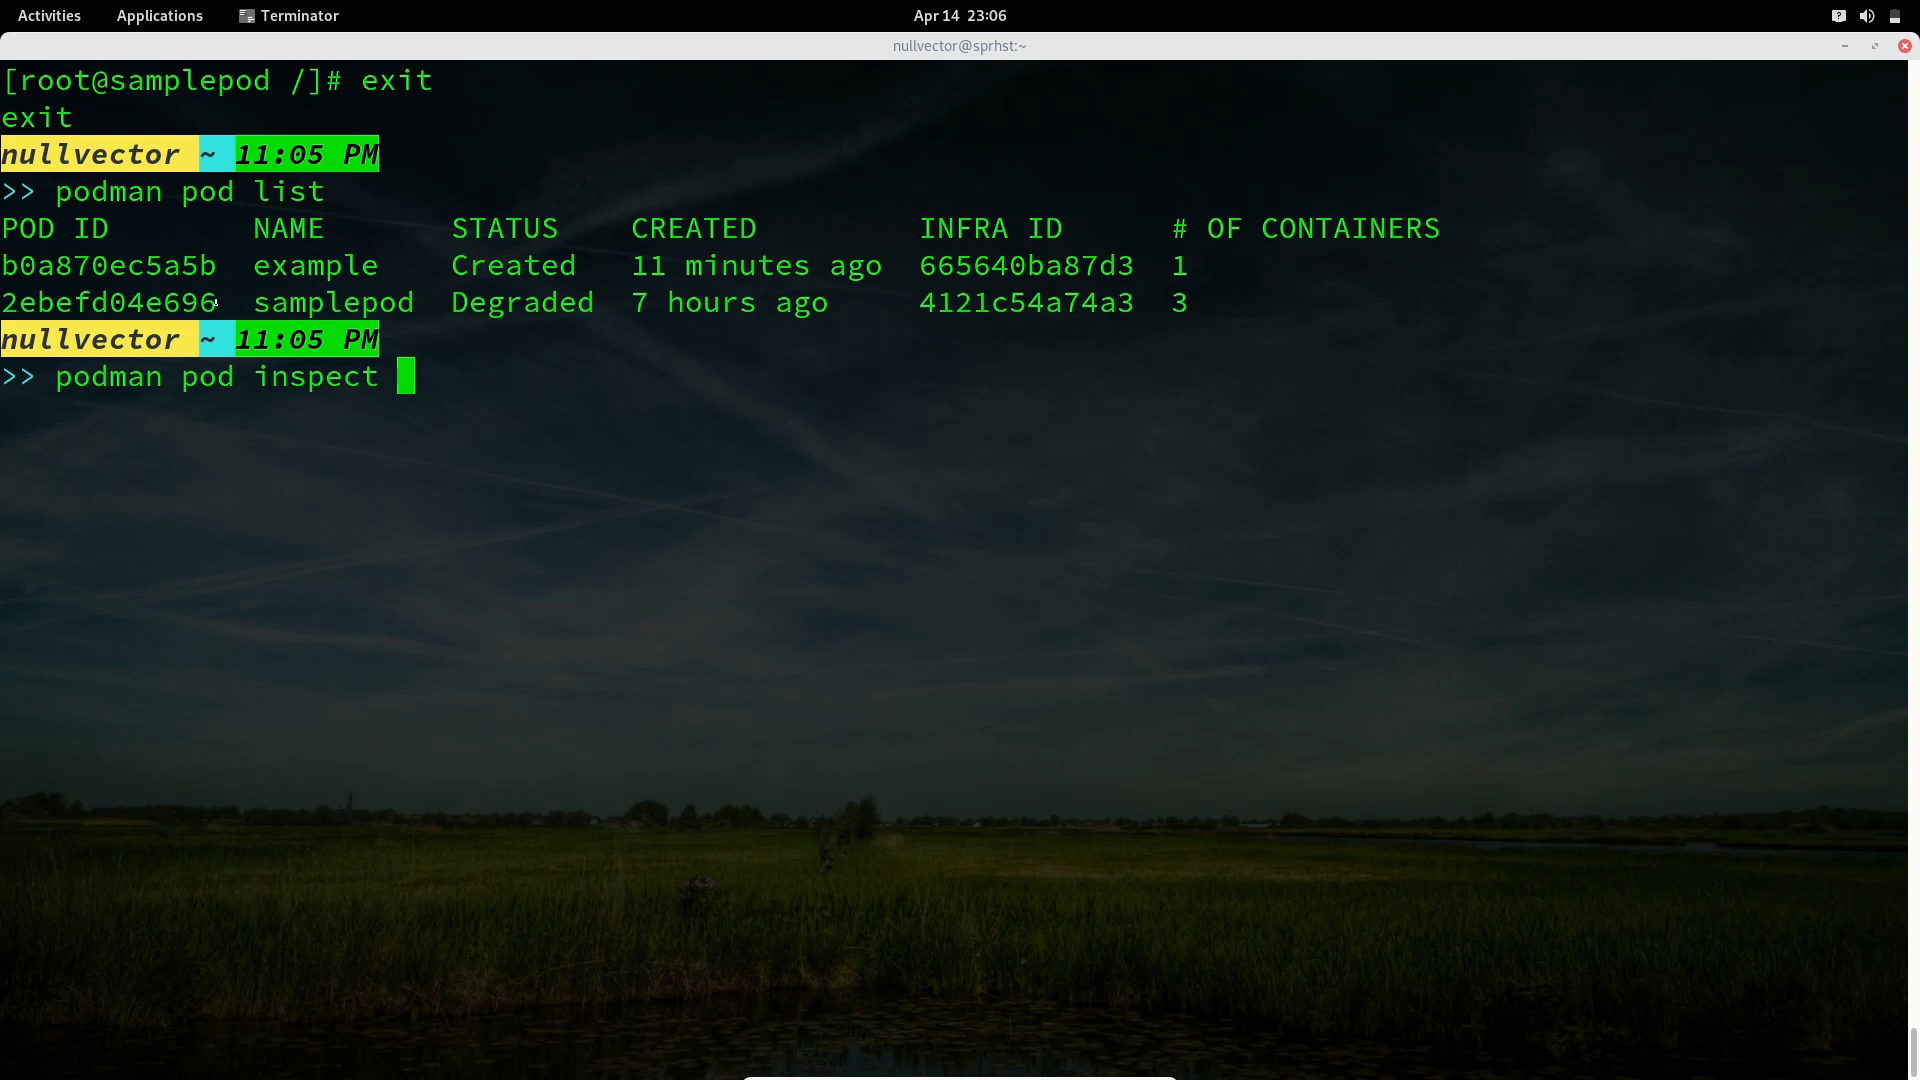 Activities Applications Terminator Apr 14 23:06
nullvector@sprhst:~
[root@samplepod /]# exit
exit
nullvector ~ 11:05 PM
>> podman pod list
POD ID NAME STATUS CREATED INFRA ID # OF CONTAINERS
b0a870ec5a5b example Created 11 minutes ago 665640ba87d3 1
2ebefd04e696 samplepod Degraded 7 hours ago 4121c54a74a3 3
nullvector ~ 11:05 PM
>> podman pod inspect